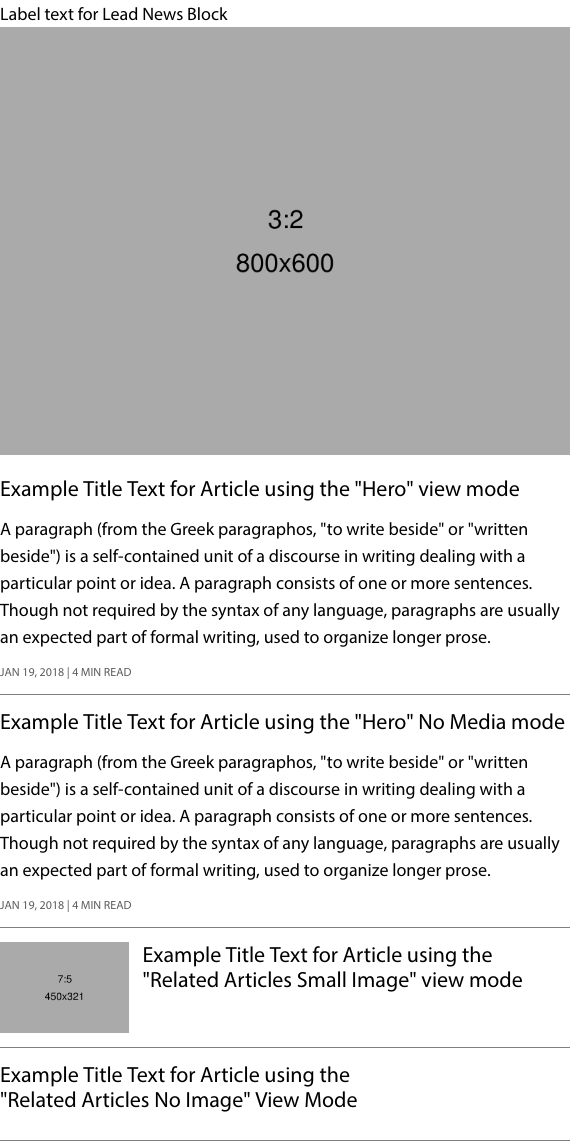 Label text for Lead News Block
3:2
800x600
Example Title Text for Article using the "Hero" view mode
A paragraph (from the Greek paragraphos, "to write beside" or "written
beside") is a self-contained unit of a discourse in writing dealing with a
particular point or idea. A paragraph consists of one or more sentences.
Though not required by the syntax of any language, paragraphs are usually
an expected part of formal writing, used to organize longer prose.
JAN 19, 2018 | 4 MIN READ
Example Title Text for Article using the "Hero" No Media mode
A paragraph (from the Greek paragraphos, "to write beside" or "written
beside") is a self-contained unit of a discourse in writing dealing with a
particular point or idea. A paragraph consists of one or more sentences.
Though not required by the syntax of any language, paragraphs are usually
an expected part of formal writing, used to organize longer prose.
JAN 19, 2018 | 4 MIN READ
7:5
450x321
Example Title Text for Article using the
"Related Articles Small Image" view mode
Example Title Text for Article using the
"Related Articles No Image" View Mode